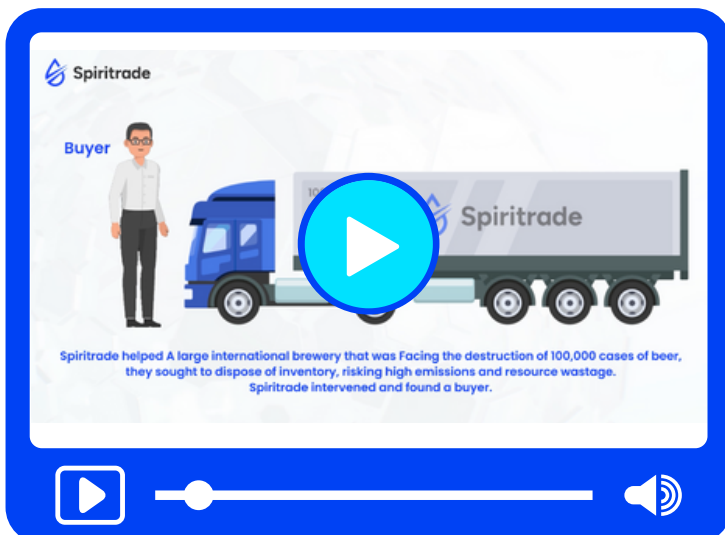 Spiritrade
Buyer
Spiritrade
Spiritrade helped A large international brewery that was Facing the destruction of 100,000 cases of beer,
they sought to dispose of inventory, risking high emissions and resource wastage.
Spiritrade intervened and found a buyer.